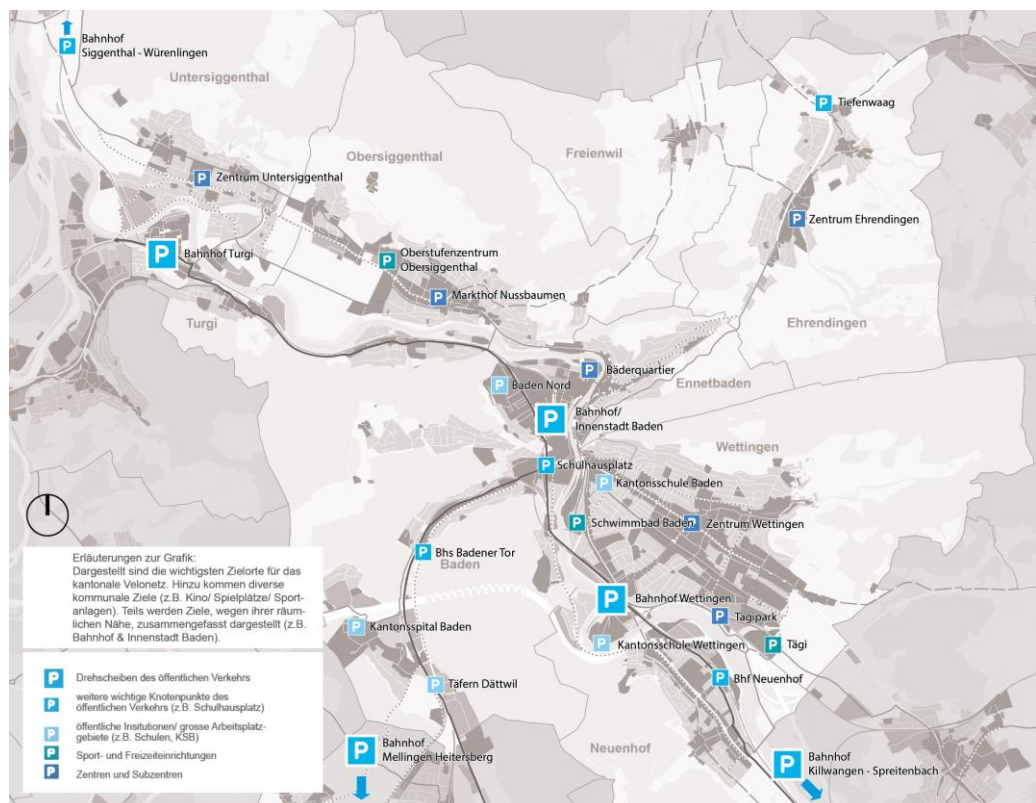 Bahnhof
Siggenthal - Würenlingen
Untersiggenthal
Tiefenwaag
Obersiggenthal
Freienwil
Zentrum Untersiggenthal
Zentrum Ehrendingen
Bahnhof Turgi
Oberstufenzentrum
Obersiggenthal
Markthof Nussbaumen
Turgi
Ehrendingen
Bäderquartier
Baden Nord
Ennetbaden
Bahnhof/
Innenstadt Baden
Wettingen
Schulhausplatz
Kantonsschule Baden
Schwimmbad Baden
Zentrum Wettingen
Bhs Badener Tor
Baden
Bahnhof Wettingen
Tägipark
Kantonsspital Baden
Kantonsschule Wettingen
Tägi
Täfern Dättwil
Bhf Neuenhof
Neuenhof
Bahnhof
Mellingen Heitersberg
Bahnhof
Killwangen - Spreitenbach
Erläuterungen zur Grafik:
Dargestellt sind die wichtigsten Zielorte für das
kantonale Velonetz. Hinzu kommen diverse
kommunale Ziele (z.B. Kino/ Spielplätze/ Sport-
anlagen). Teils werden Ziele, wegen ihrer räum-
lichen Nähe, zusammengefasst dargestellt (z.B.
Bahnhof & Innenstadt Baden).
P Drehscheiben des öffentlichen Verkehrs
P weitere wichtige Knotenpunkte des
öffentlichen Verkehrs (z.B. Schulhausplatz)
P öffentliche Insitutionen/ grosse Arbeitsplatz-
gebiete (z.B. Schulen, KSB)
P Sport- und Freizeiteinrichtungen
P Zentren und Subzentren